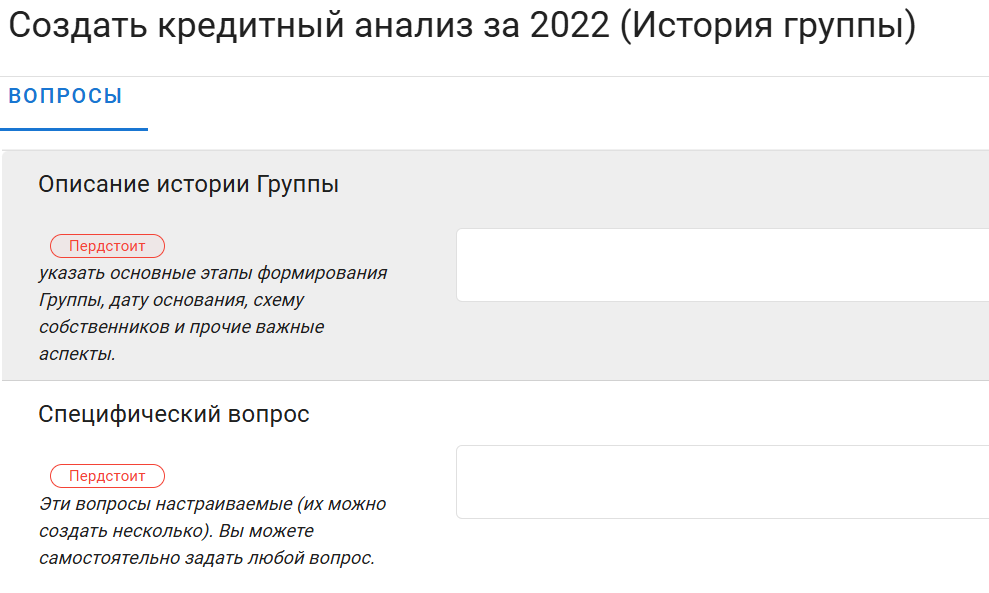 Создать кредитный анализ за 2022 (История группы)
ВОПРОСЫ
Описание истории Группы
Пердстоит
указать основные этапы формирования
Группы, дату основания, схему
собственников и прочие важные
аспекты.
Специфический вопрос
Пердстоит
Эти вопросы настраиваемые (их можно
создать несколько). Вы можете
самостоятельно задать любой вопрос.